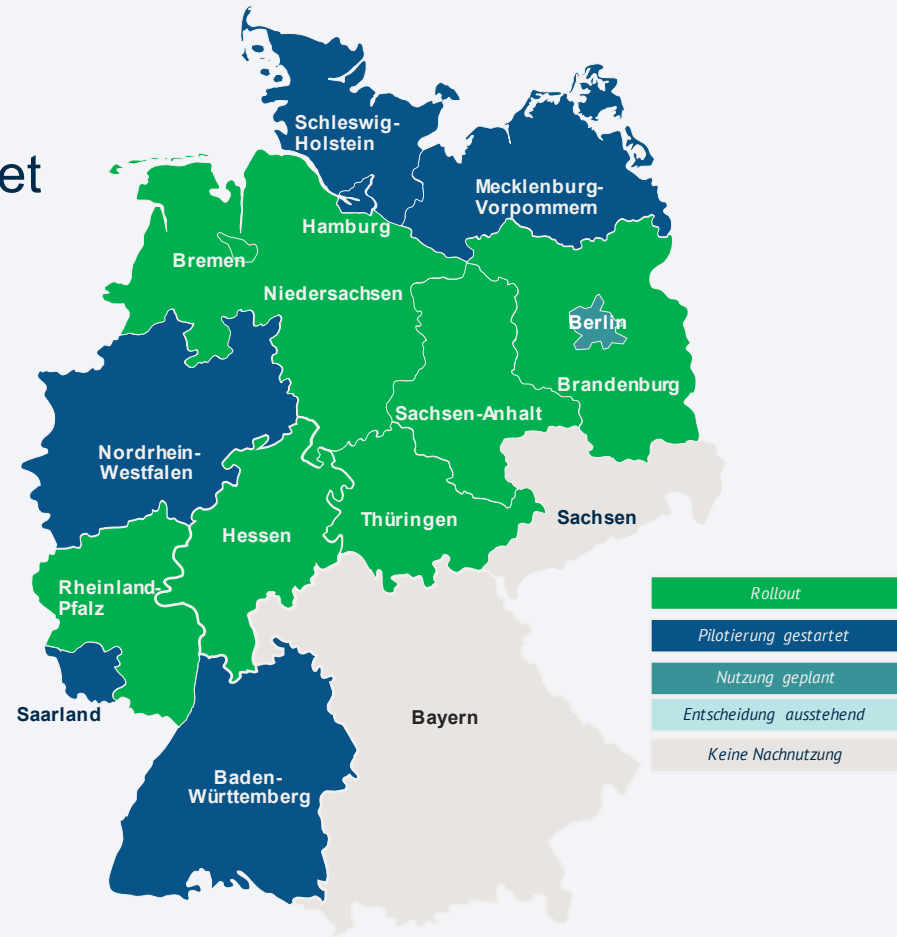 et
Schleswig-
Holstein
Mecklenburg-
Vorpommern
Hamburg
Bremen
Niedersachsen
Berlin
Brandenburg
Sachsen-Anhalt
Nordrhein-
Westfalen
Sachsen
Thüringen
Hessen
Rheinland-
Pfalz
Saarland
Bayern
Baden-
Württemberg
Rollout
Pilotierung gestartet
Nutzung geplant
Entscheidung ausstehend
Keine Nachnutzung